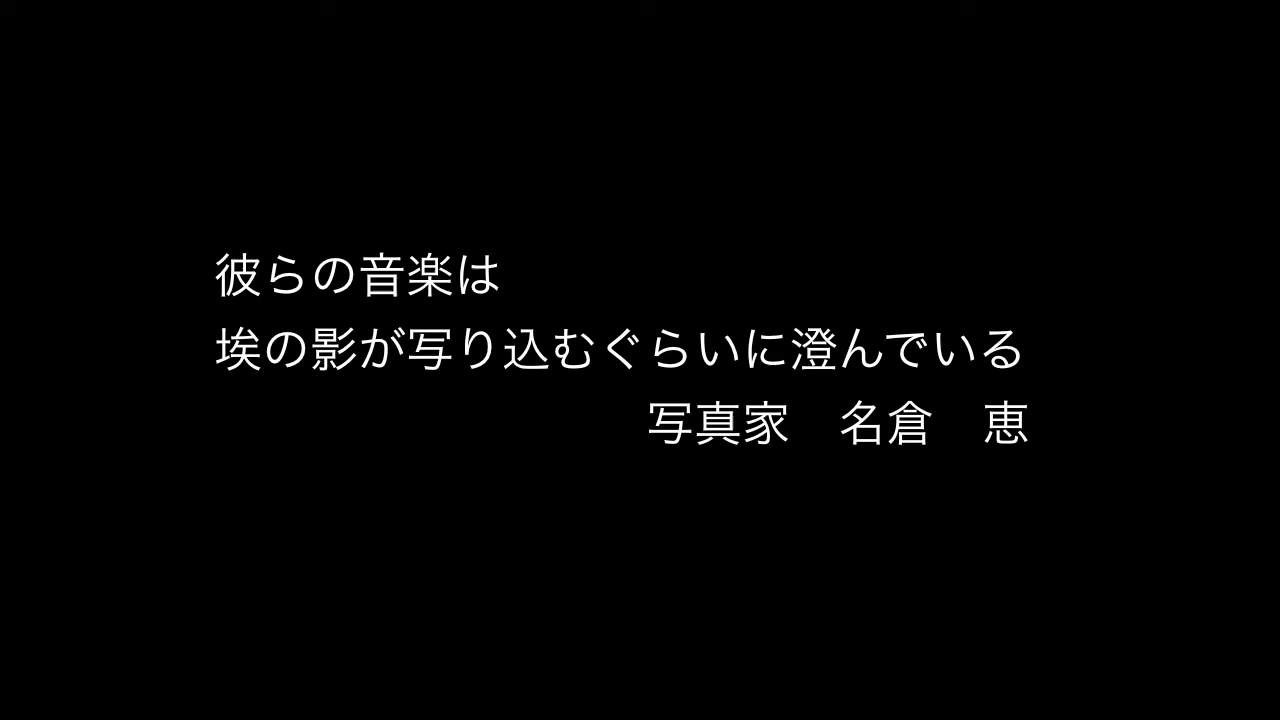 彼らの音楽は
埃の影が写り込むぐらいに澄んでいる
写真家　名倉　恵